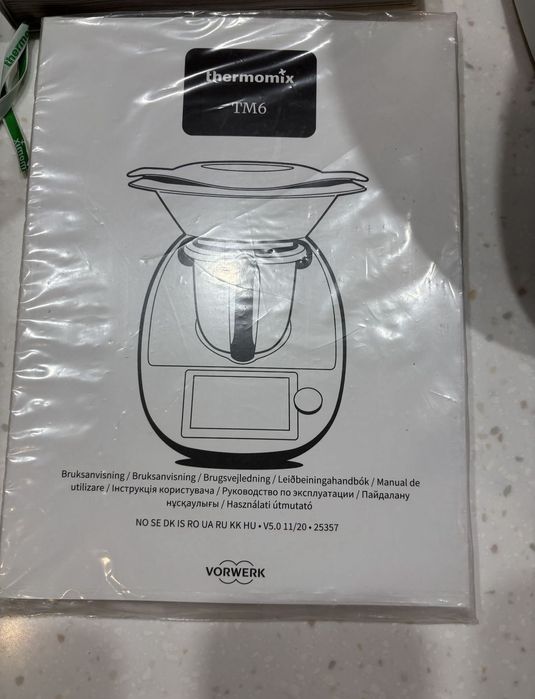 thermomix
TM6
Bruksanvisning / Bruksanvisning / Brugsvejledning / Leiðbeiningahandbók / Manual de
utilizare / Інструкція користувача / Руководство по эксплуатации / Пайдалану
нұсқаулығы / Használati útmutató
NO SE DK IS RO UA RU KK HU • V5.0 11/20 • 25357
VORWERK